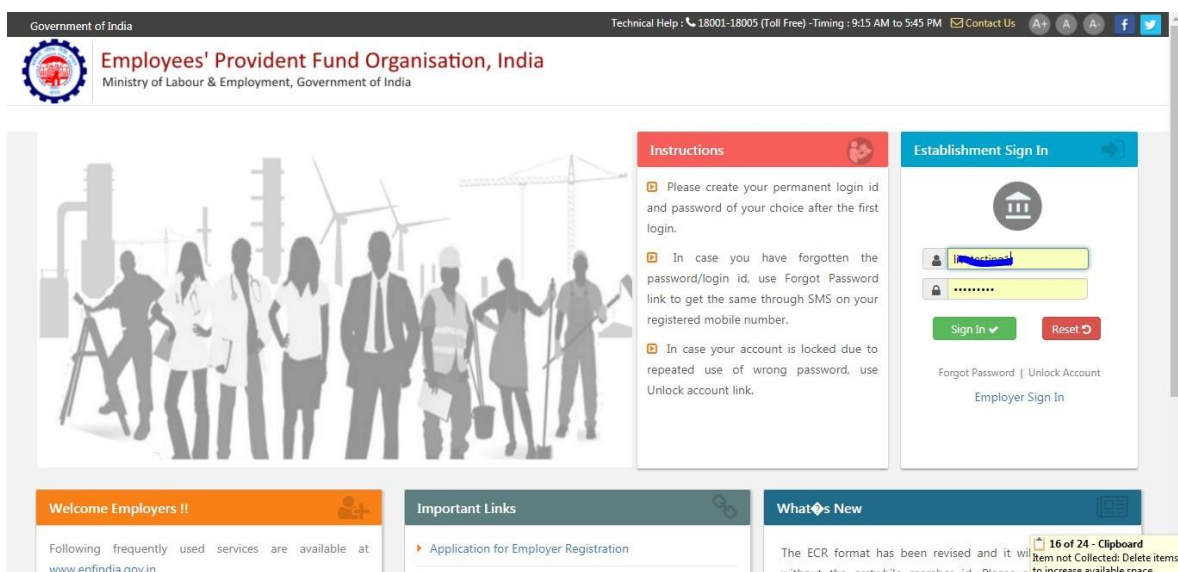 Government of India
Technical Help : 18001-18005 (Toll Free) -Timing : 9:15 AM to 5:45 PM Contact Us A+ A A-
Employees' Provident Fund Organisation, India
Ministry of Labour & Employment, Government of India
Instructions
Please create your permanent login id
and password of your choice after the first
login.
In case you have forgotten the
password/login id, use Forgot Password
link to get the same through SMS on your
registered mobile number.
In case your account is locked due to
repeated use of wrong password, use
Unlock account link.
Establishment Sign In
Sign In
Reset
Forgot Password | Unlock Account
Employer Sign In
Welcome Employers !!
Following frequently used services are available at
www.epfindia.gov.in
Important Links
Application for Employer Registration
What�s New
The ECR format has been revised and it
without the erstwhile member id. Please
16 of 24 - Clipboard
Item not Collected: Delete items
to increase available space